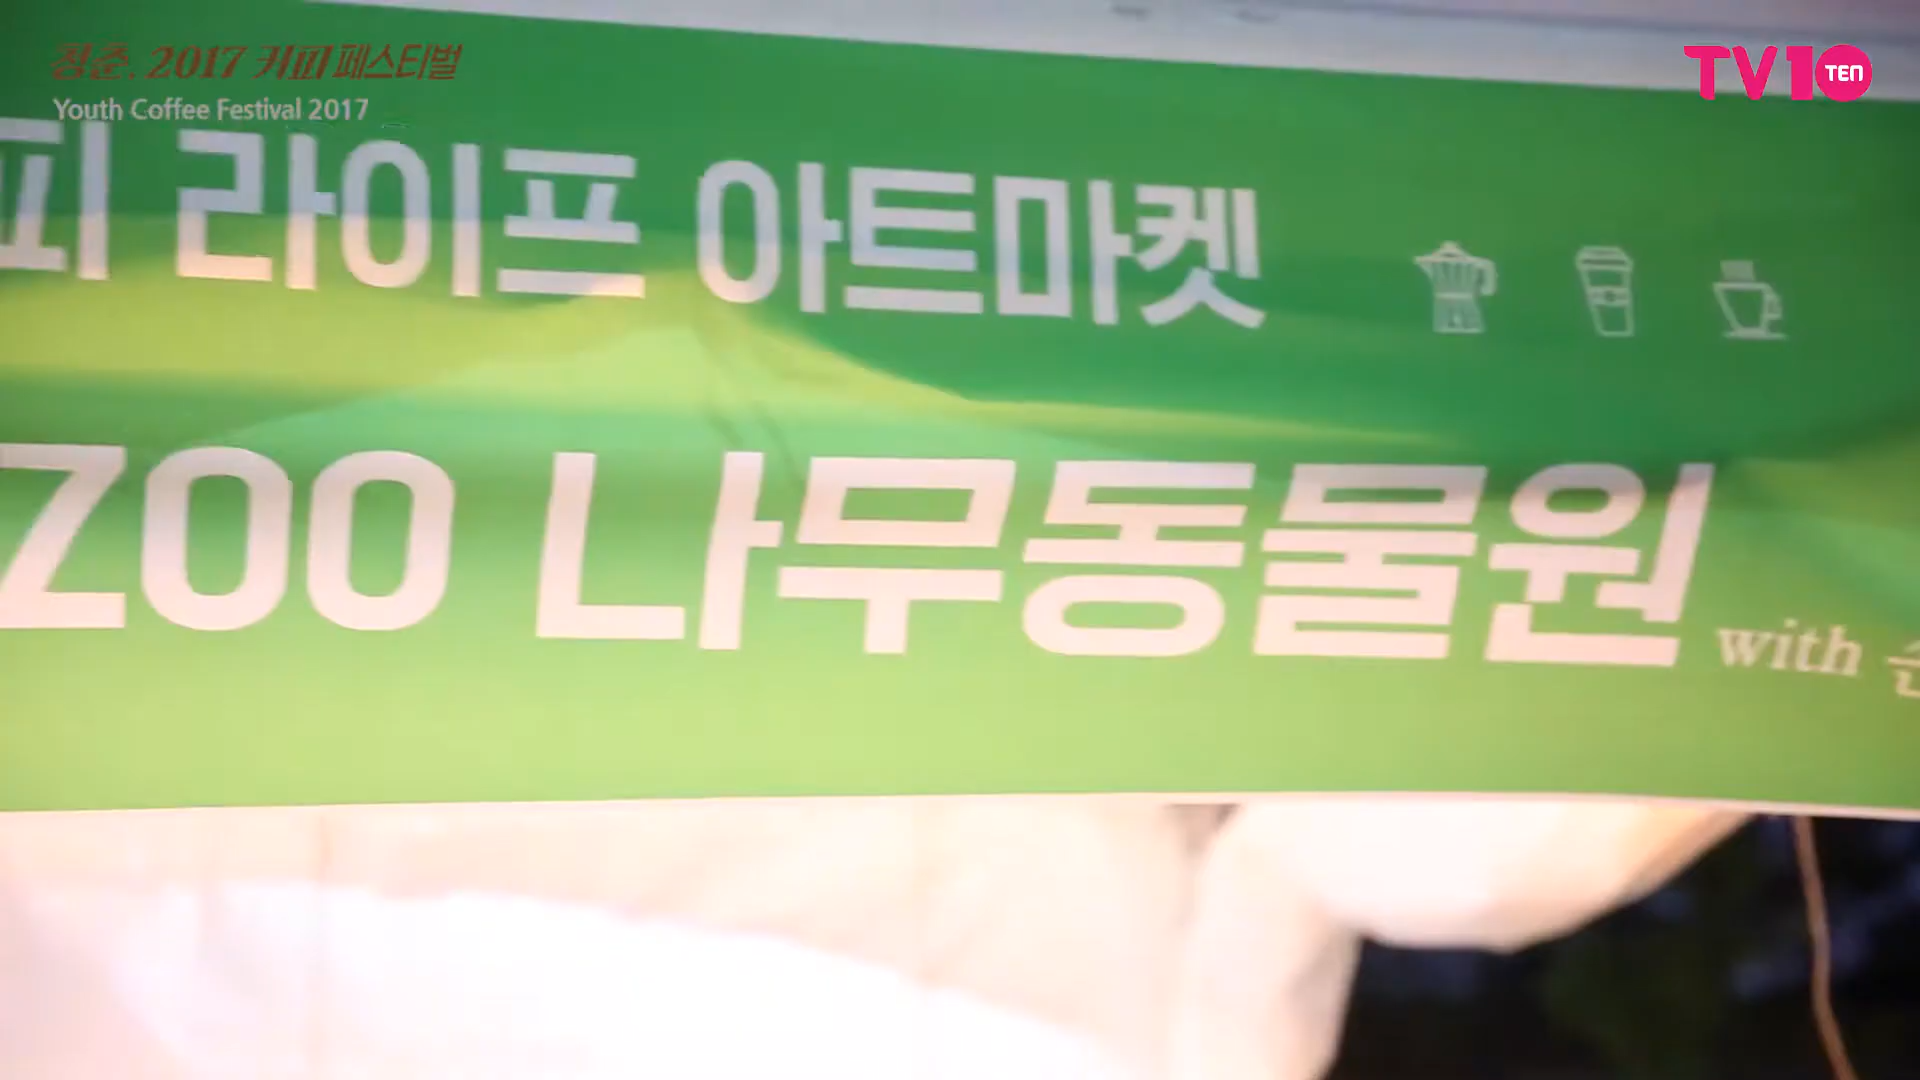 청춘, 2017 커피 페스티벌
Youth Coffee Festival 2017
TV10
TEN
피 라이프 아트마켓
ZOO 나무동물원 with